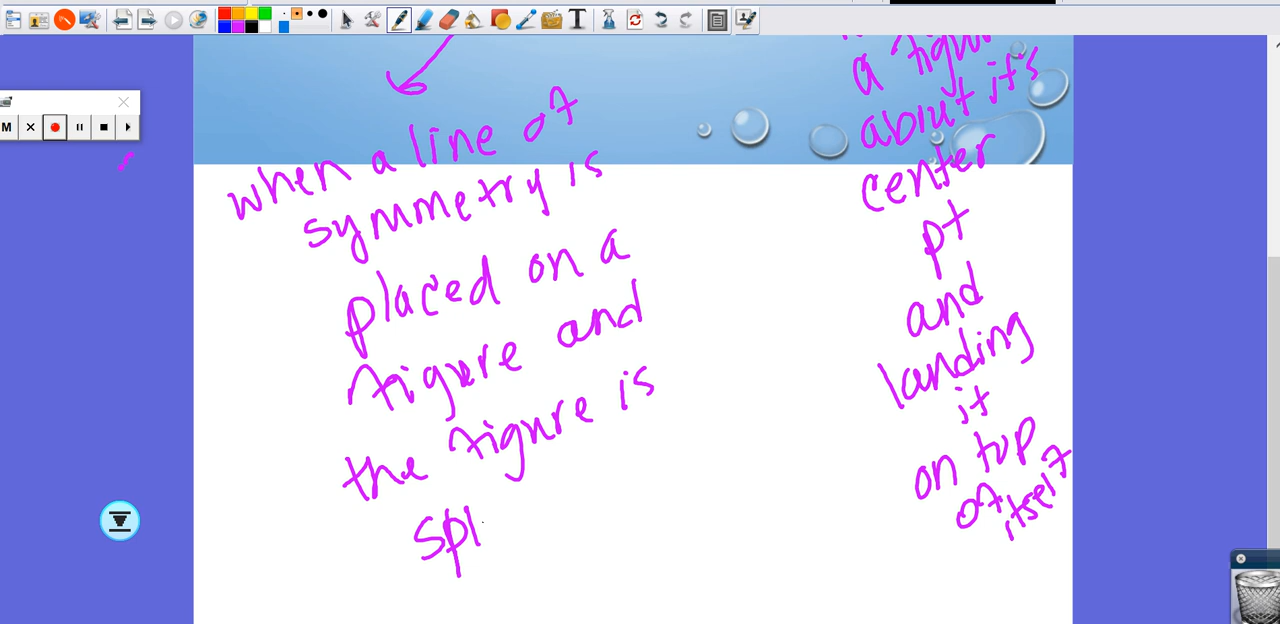 when a line of
symmetry is
placed on a
figure and
the figure is
spl
a figu
about it's
center
pt
and
landing
it
on top
of itself
M
T